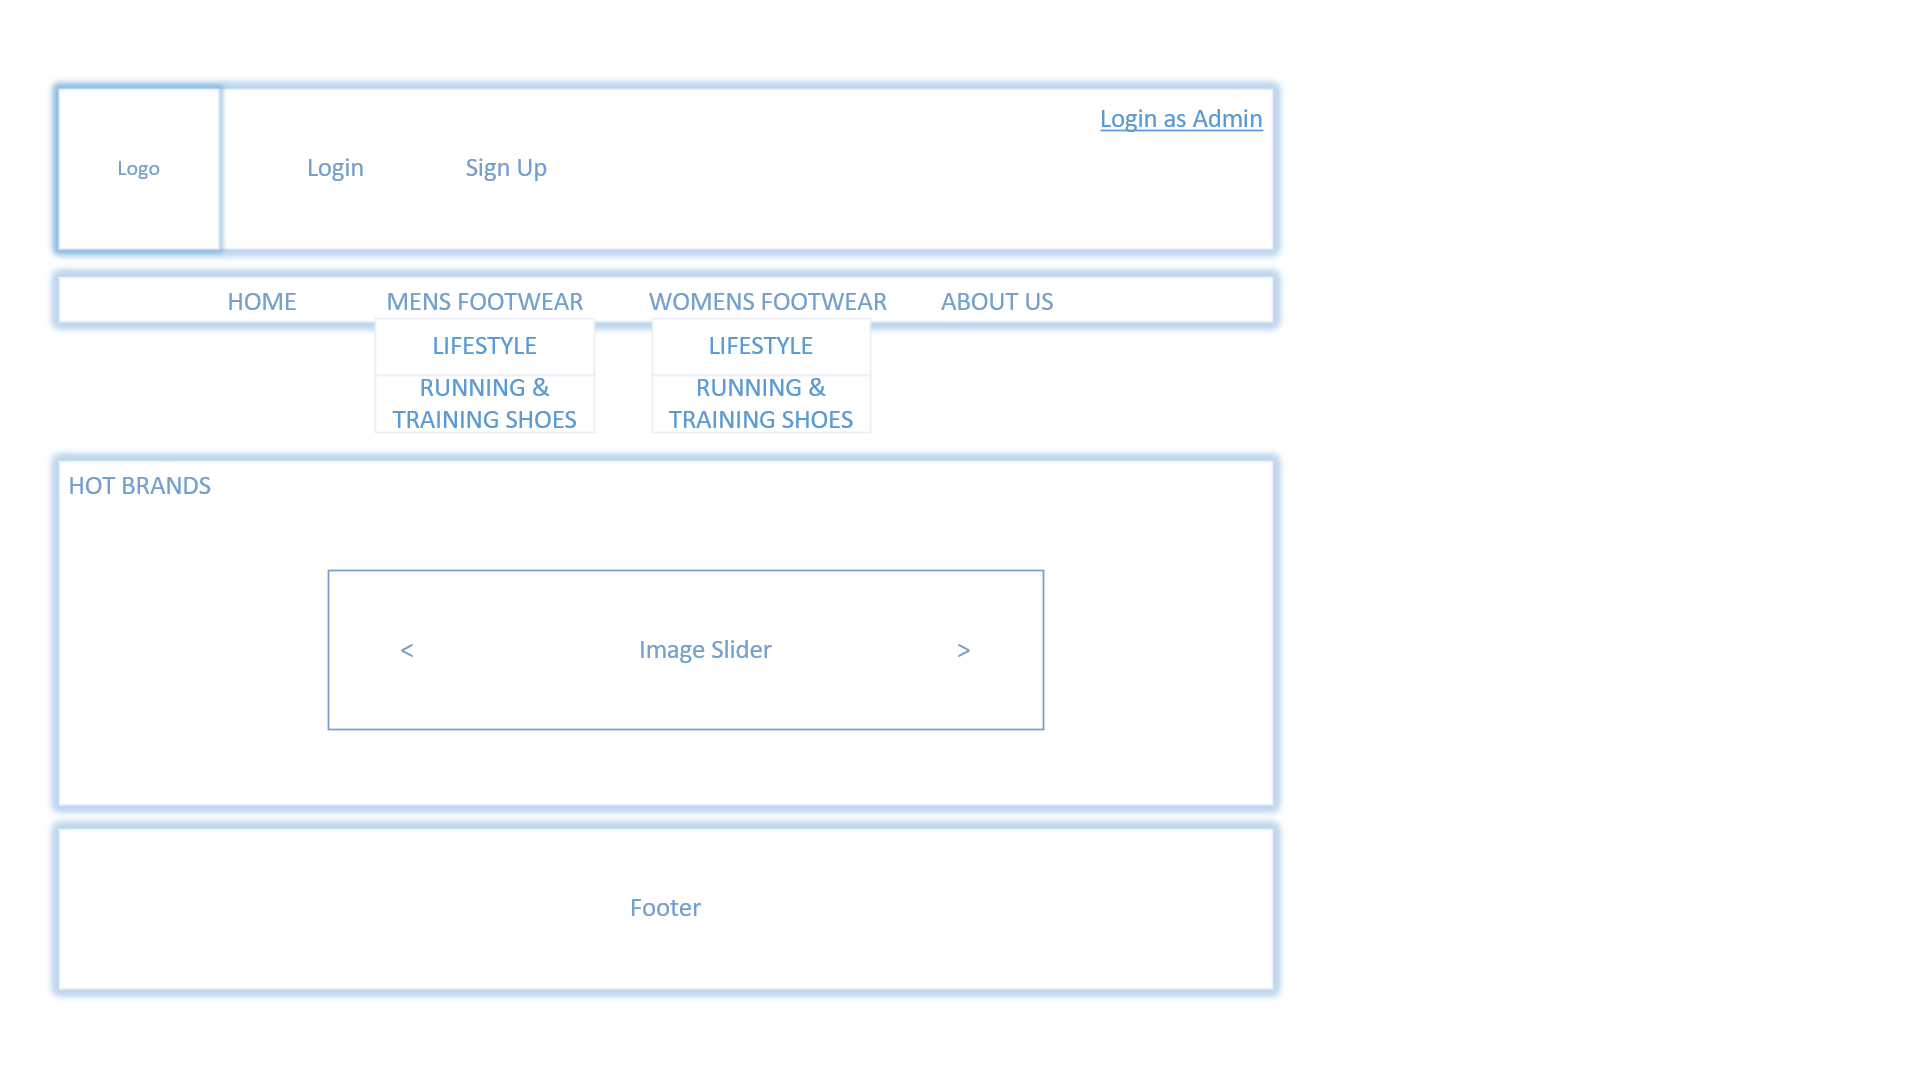 Login as Admin
Logo
Login
Sign Up
HOME
MENS FOOTWEAR
WOMENS FOOTWEAR
ABOUT US
LIFESTYLE
RUNNING &
TRAINING SHOES
LIFESTYLE
RUNNING &
TRAINING SHOES
HOT BRANDS
<
Image Slider
>
Footer